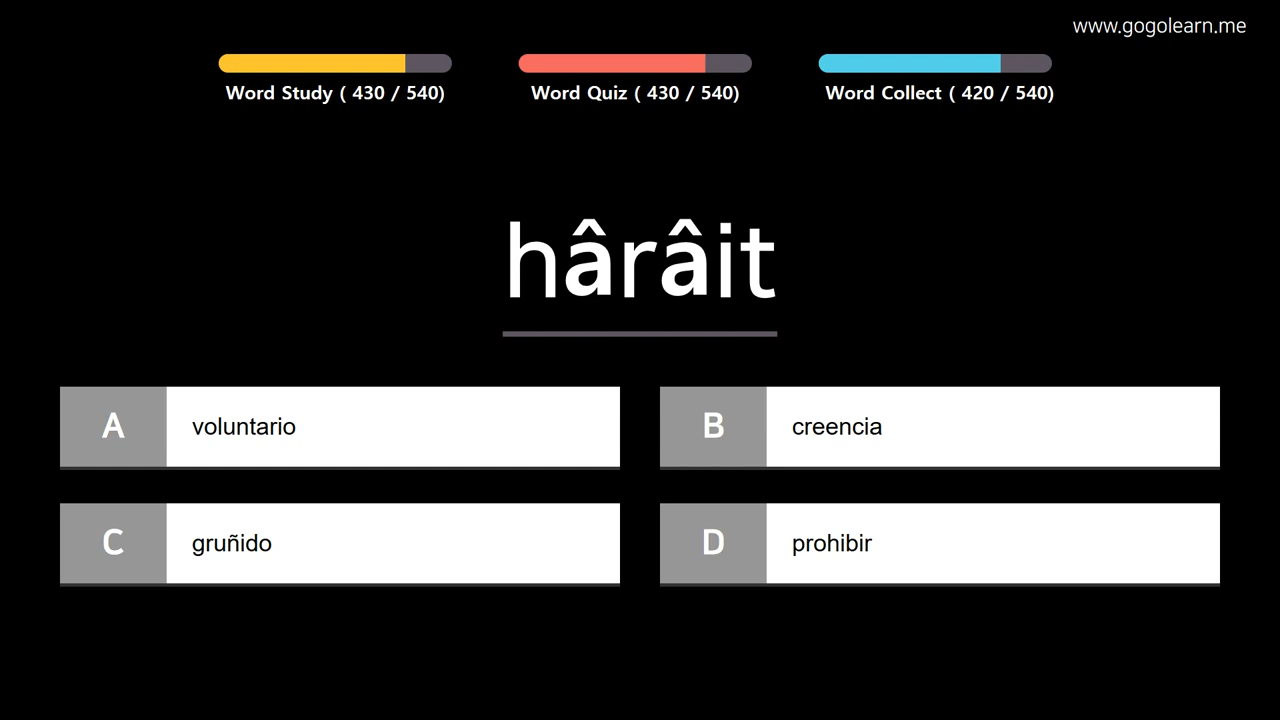 www.gogolearn.me
Word Study ( 430 / 540)
Word Quiz ( 430 / 540)
Word Collect ( 420 / 540)
hârâit
A voluntario
B creencia
C gruñido
D prohibir